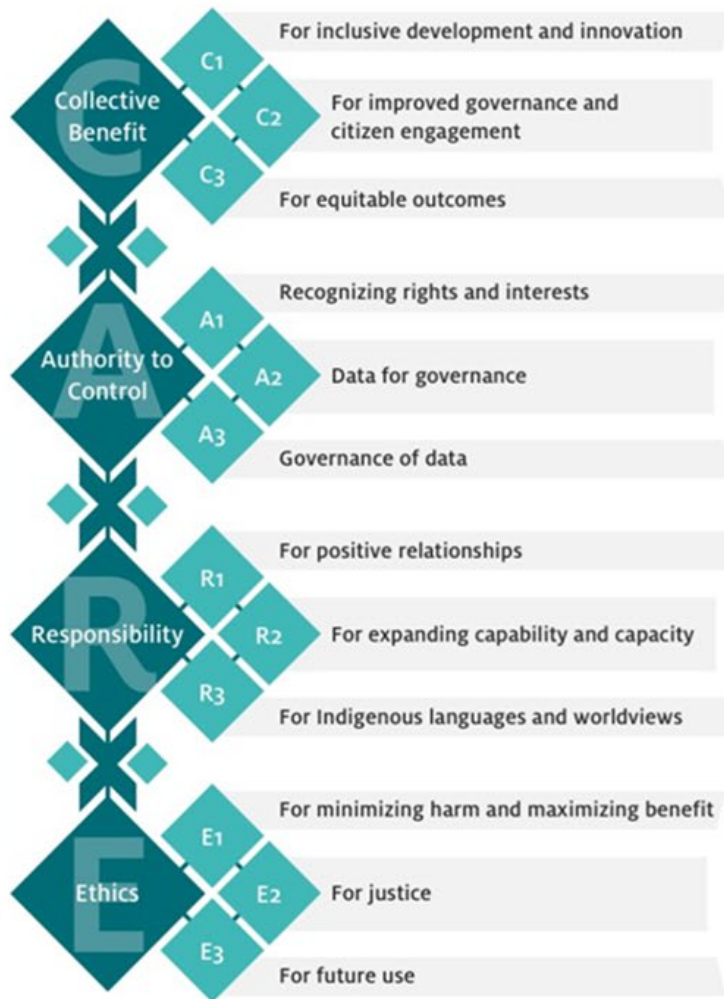 C
Collective
Benefit
C1
For inclusive development and innovation
C2
For improved governance and
citizen engagement
C3
For equitable outcomes
A
Authority to
Control
A1
Recognizing rights and interests
A2
Data for governance
A3
Governance of data
R
Responsibility
R1
For positive relationships
R2
For expanding capability and capacity
R3
For Indigenous languages and worldviews
E
Ethics
E1
For minimizing harm and maximizing benefit
E2
For justice
E3
For future use